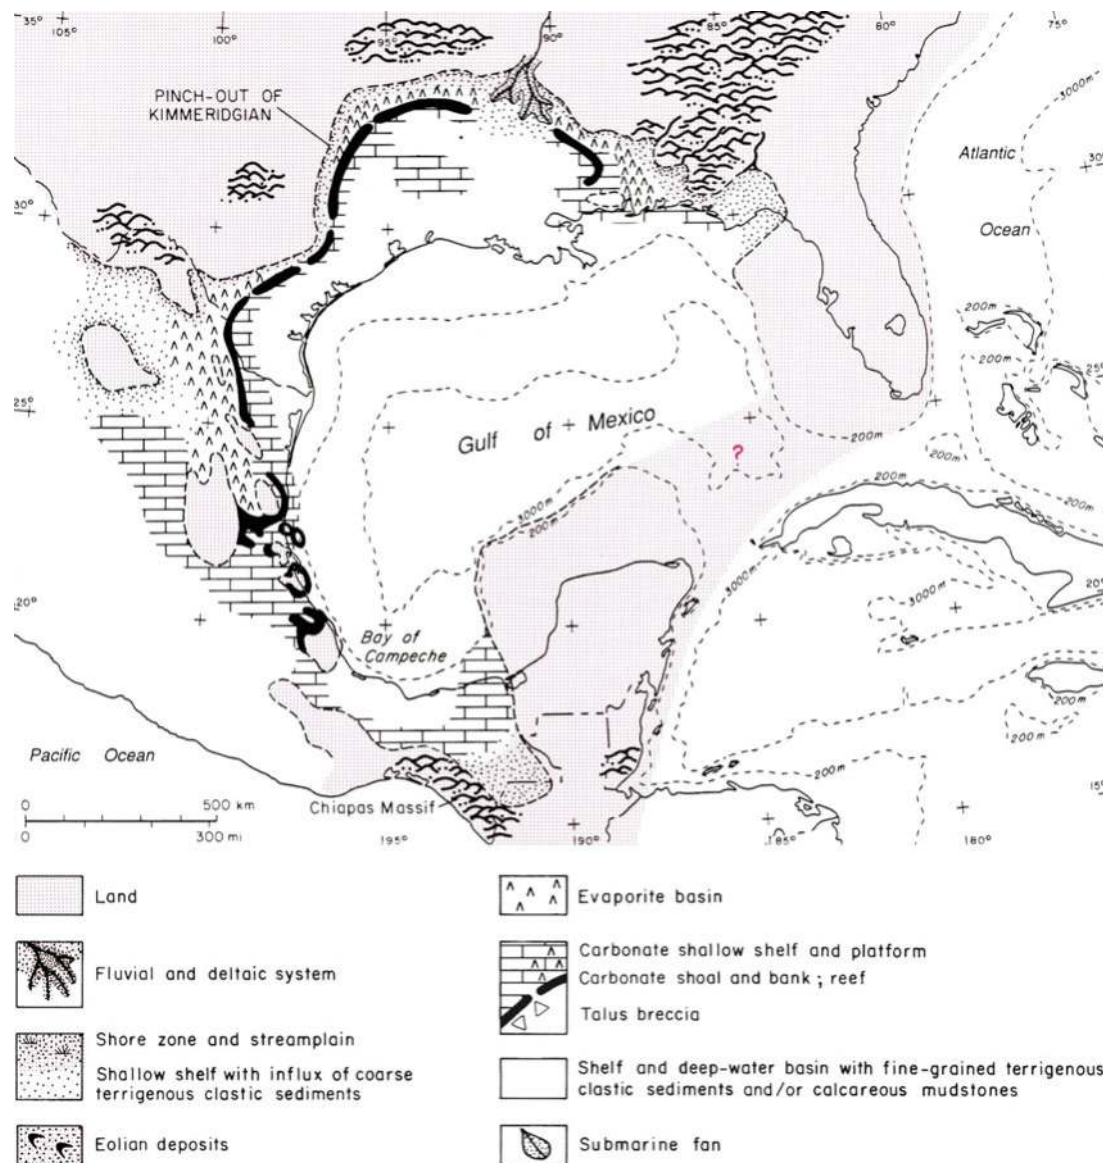 35°
105°
100°
95°
90°
85°
80°
75°
PINCH-OUT OF
KIMMERIDGIAN
3000m
Atlantic
Ocean
30°
30°
200m
200m
25°
25°
Gulf of Mexico
?
200m
200m
200m
3000m
200m
3000m
3000m
20°
20°
Bay of
Campeche
200m
200m
200m
Pacific Ocean
15°
0 500 km
0 300 mi
Chiapas Massif
195°
190°
185°
180°
Land
Evaporite basin
Fluvial and deltaic system
Carbonate shallow shelf and platform
Carbonate shoal and bank; reef
Talus breccia
Shore zone and streamplain
Shallow shelf with influx of coarse
terrigenous clastic sediments
Shelf and deep-water basin with fine-grained terrigenous
clastic sediments and/or calcareous mudstones
Eolian deposits
Submarine fan